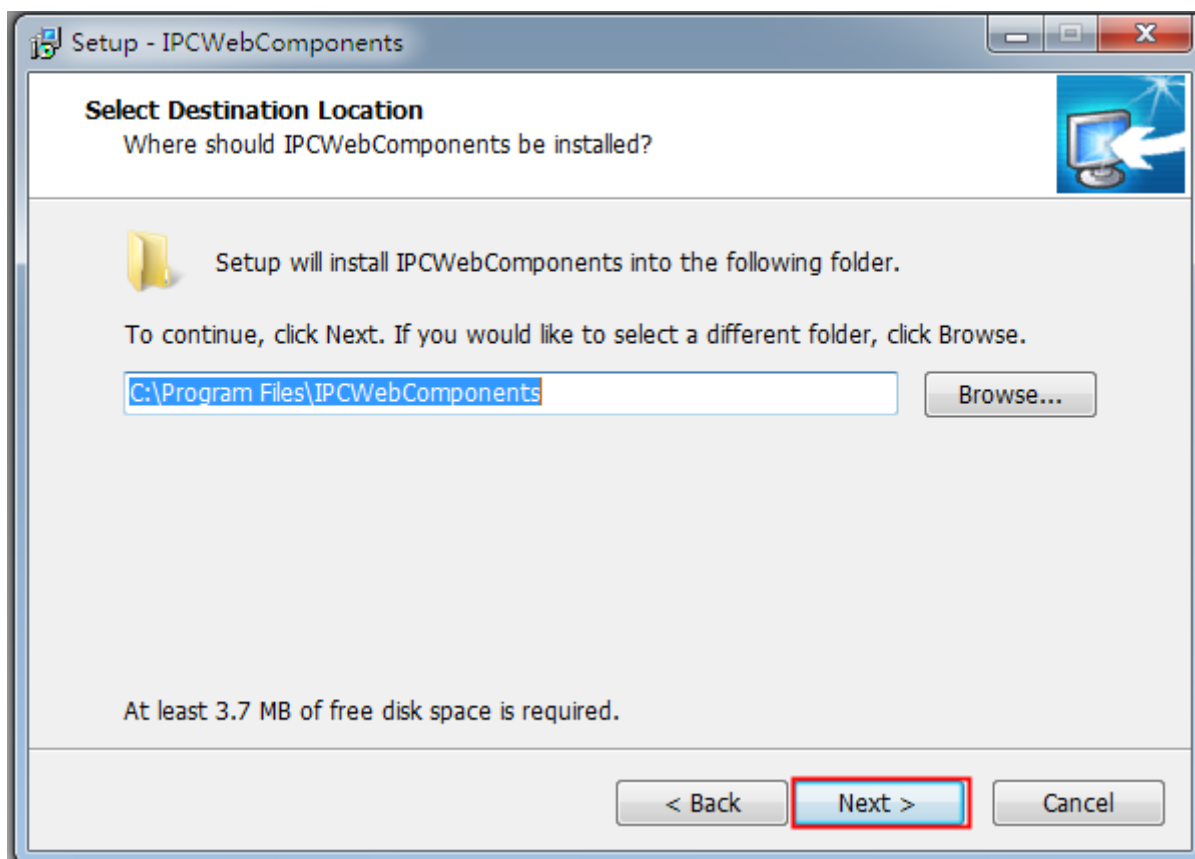 Setup - IPCWebComponents
Select Destination Location
Where should IPCWebComponents be installed?
Setup will install IPCWebComponents into the following folder.
To continue, click Next. If you would like to select a different folder, click Browse.
C:\Program Files\IPCWebComponents
Browse...
At least 3.7 MB of free disk space is required.
< Back
Next >
Cancel